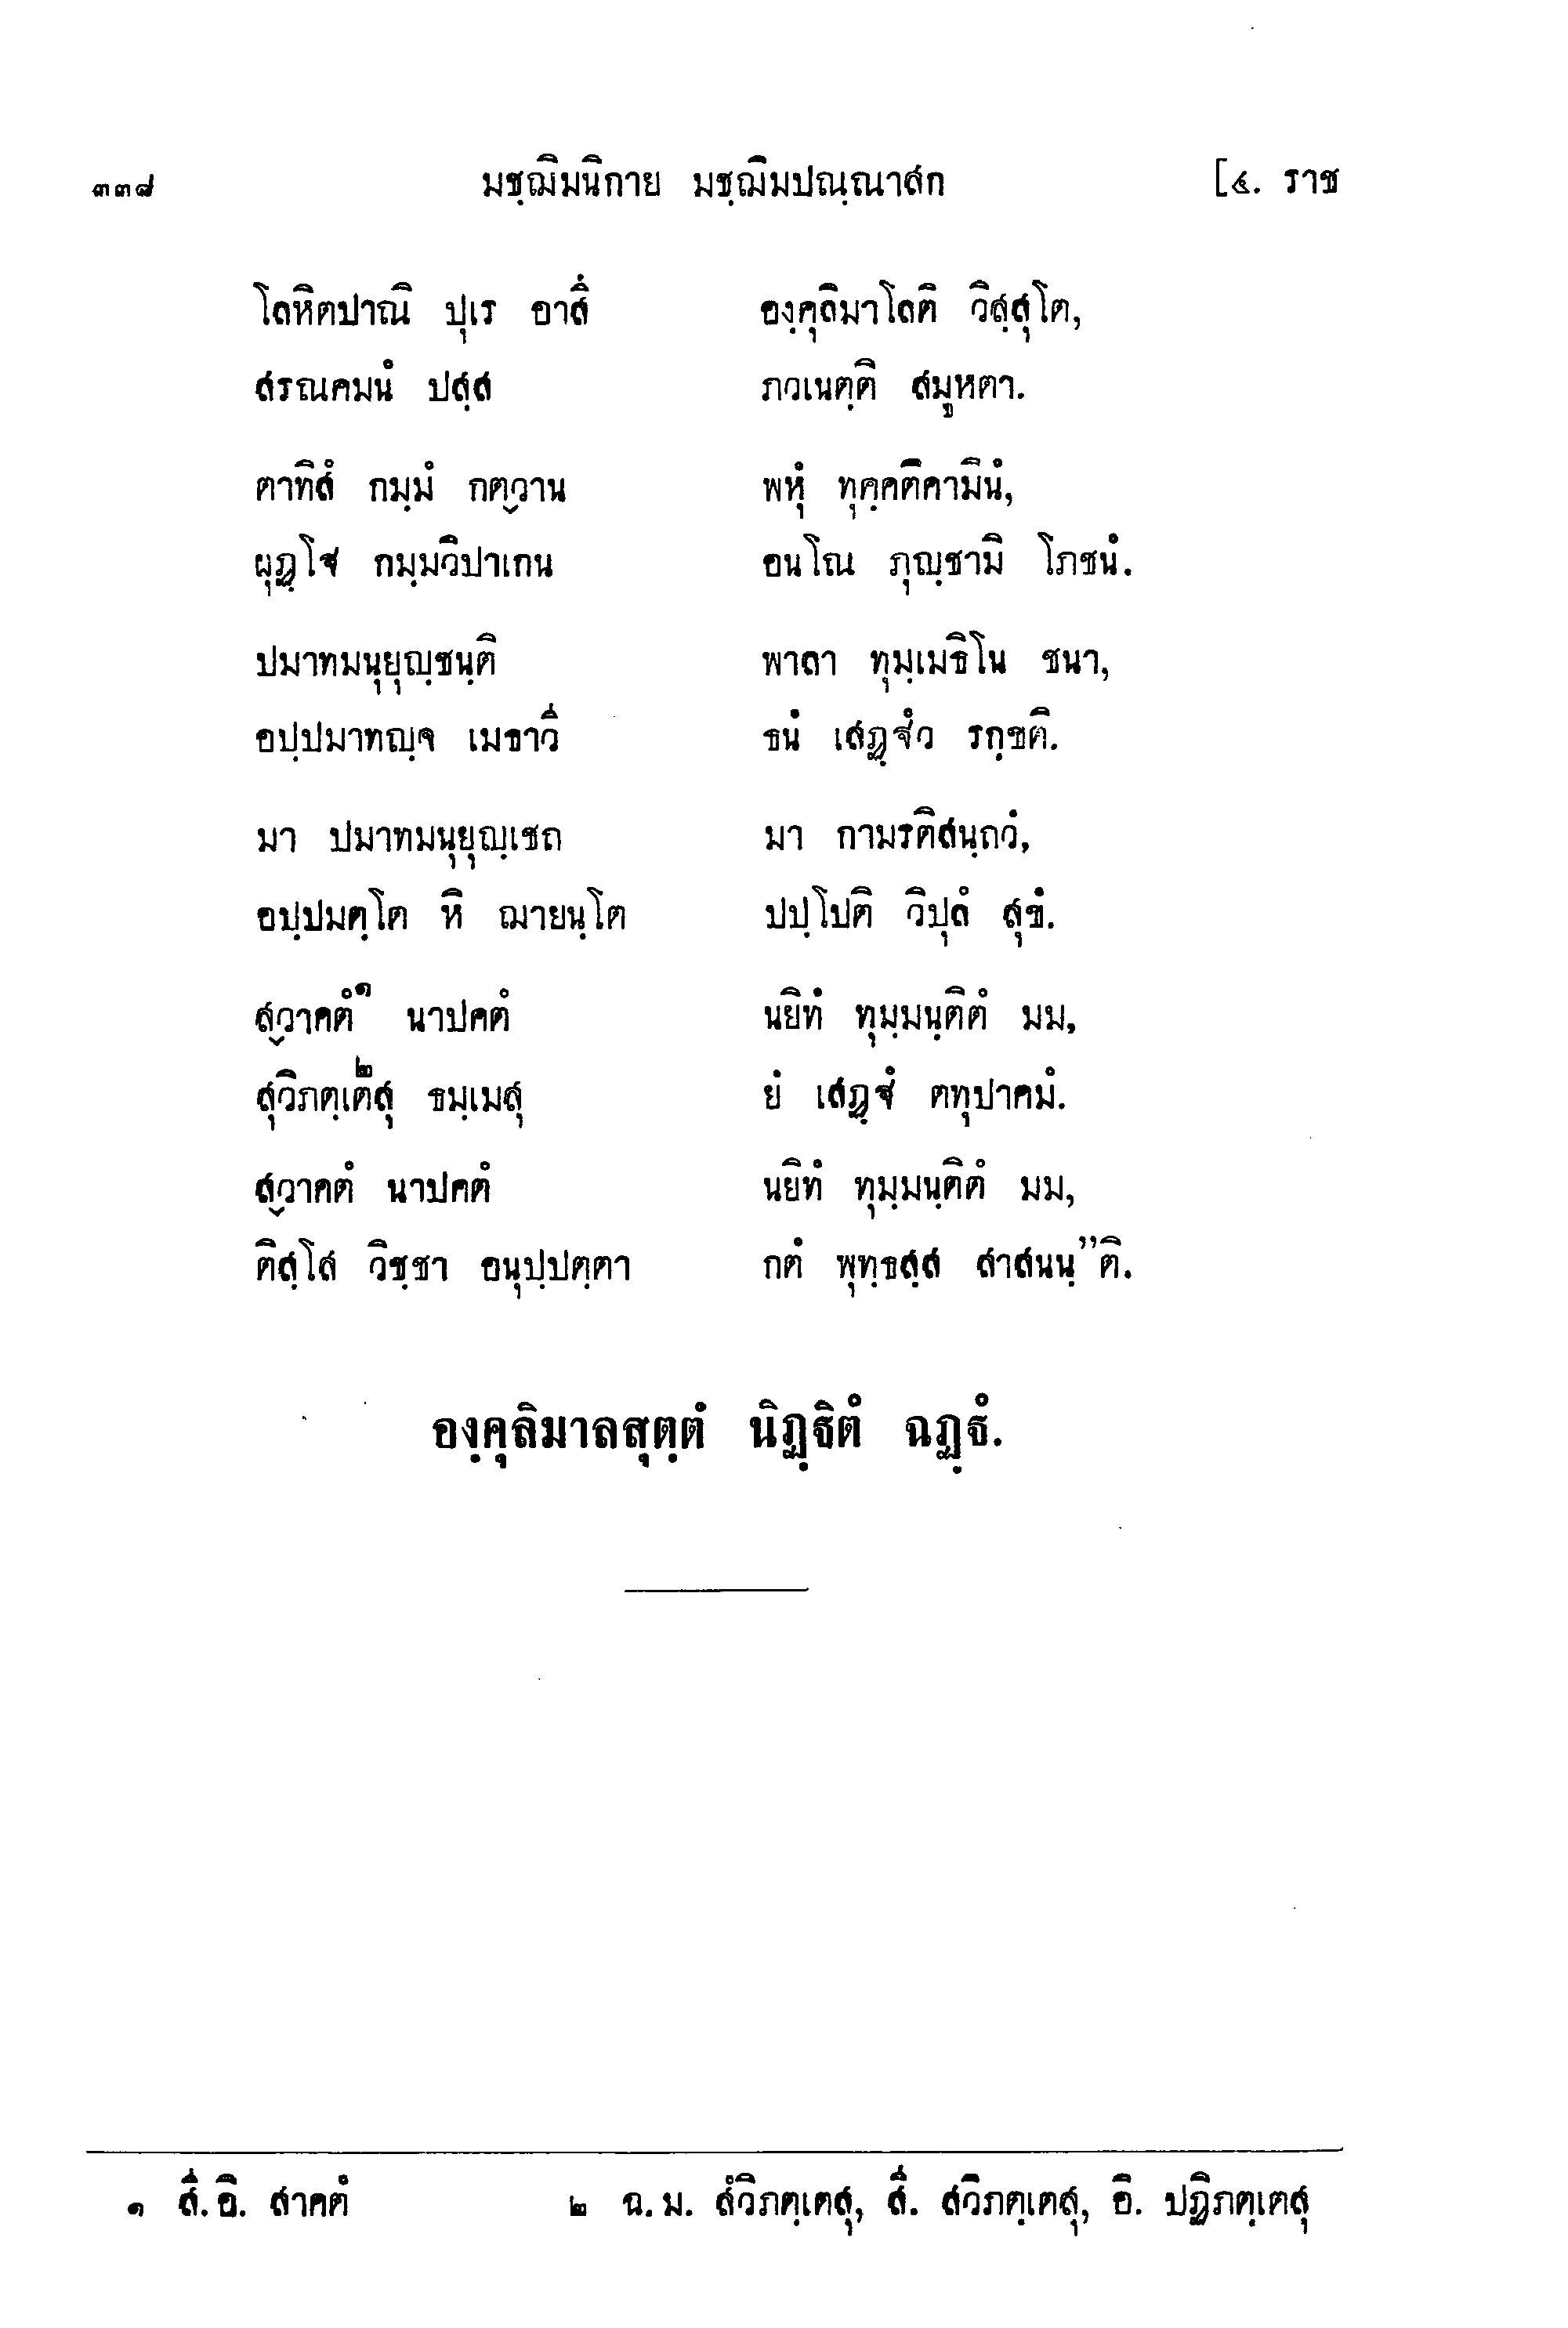 ๓๓๘ มชฺฌิมนิกาย มชฺฌิมปณฺณาสก [๔. ราช
โลหิตปาณิ ปุเร อาสึ องฺคุลิมาโลติ วิสฺสุโต,
สรณคมนํ ปสฺส ภวเนตฺติ สมูหตา.
ตาทิสํ กมฺมํ กตฺวาน พหุํ ทุคฺคติคามินํ,
ผุฏฺโฐ กมฺมวิปาเกน อนโณ ภุญฺชามิ โภชนํ.
ปมาทมนุยุญฺชนฺติ พาลา ทุมฺเมธิโน ชนา,
อปฺปมาทญฺจ เมธาวี ธนํ เสฏฺฐํว รกฺขติ.
มา ปมาทมนุยุญฺเชถ มา กามรติสนฺถวํ,
อปฺปมตฺโต หิ ฌายนฺโต ปปฺโปติ วิปุลํ สุขํ.
สฺวาคตํ๑ นาปคตํ นยิทํ ทุมฺมนฺติตํ มม,
สุวิภตฺเตสุ๒ ธมฺเมสุ ยํ เสฏฺฐํ ตทุปาคมํ.
สฺวาคตํ นาปคตํ นยิทํ ทุมฺมนฺติตํ มม,
ติสฺโส วิชฺชา อนุปฺปตฺตา กตํ พุทฺธสฺส สาสนนฺ”ติ.
องฺคุลิมาลสุตฺตํ นิฏฺฐิตํ ฉฏฺฐํ.
๑ สี.อิ. สาคตํ ๒ ฉ.ม. สํวิภตฺเตสุ, สี. สวิภตฺเตสุ, อิ. ปฏิภตฺเตสุ